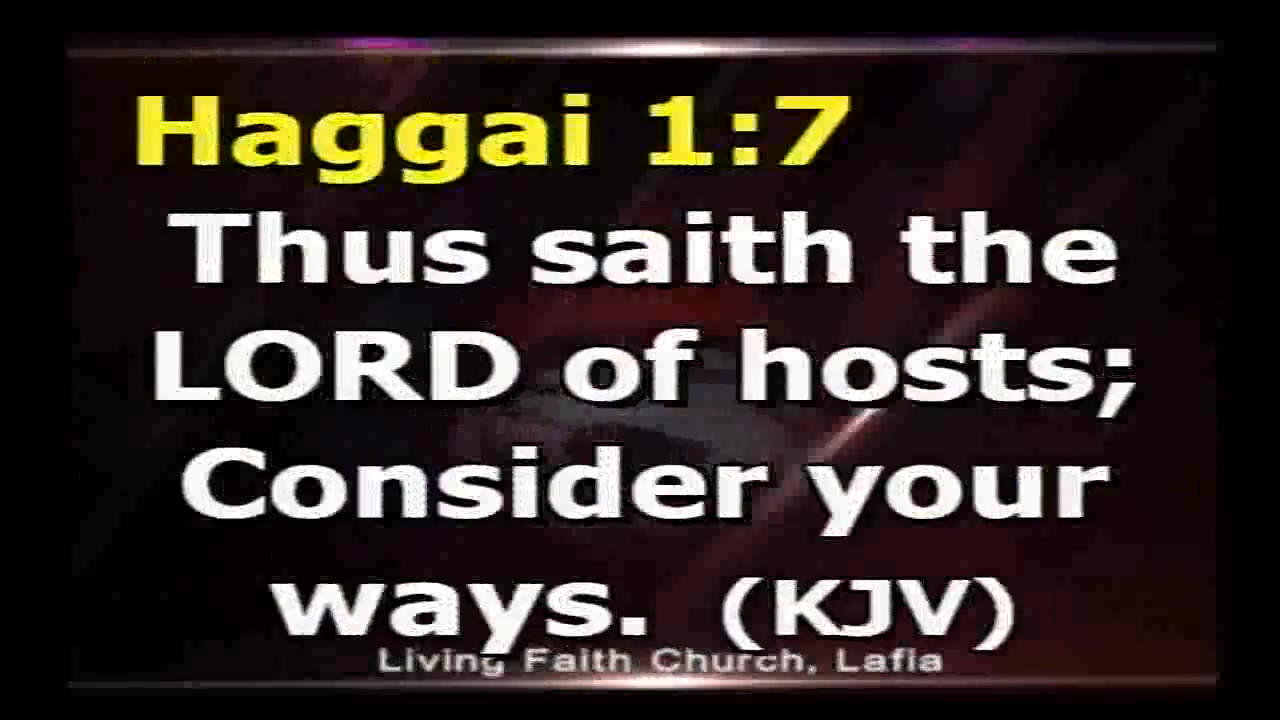 Haggai 1:7
Thus saith the
LORD of hosts;
Consider your
ways. (KJV)
Living Faith Church, Lafia